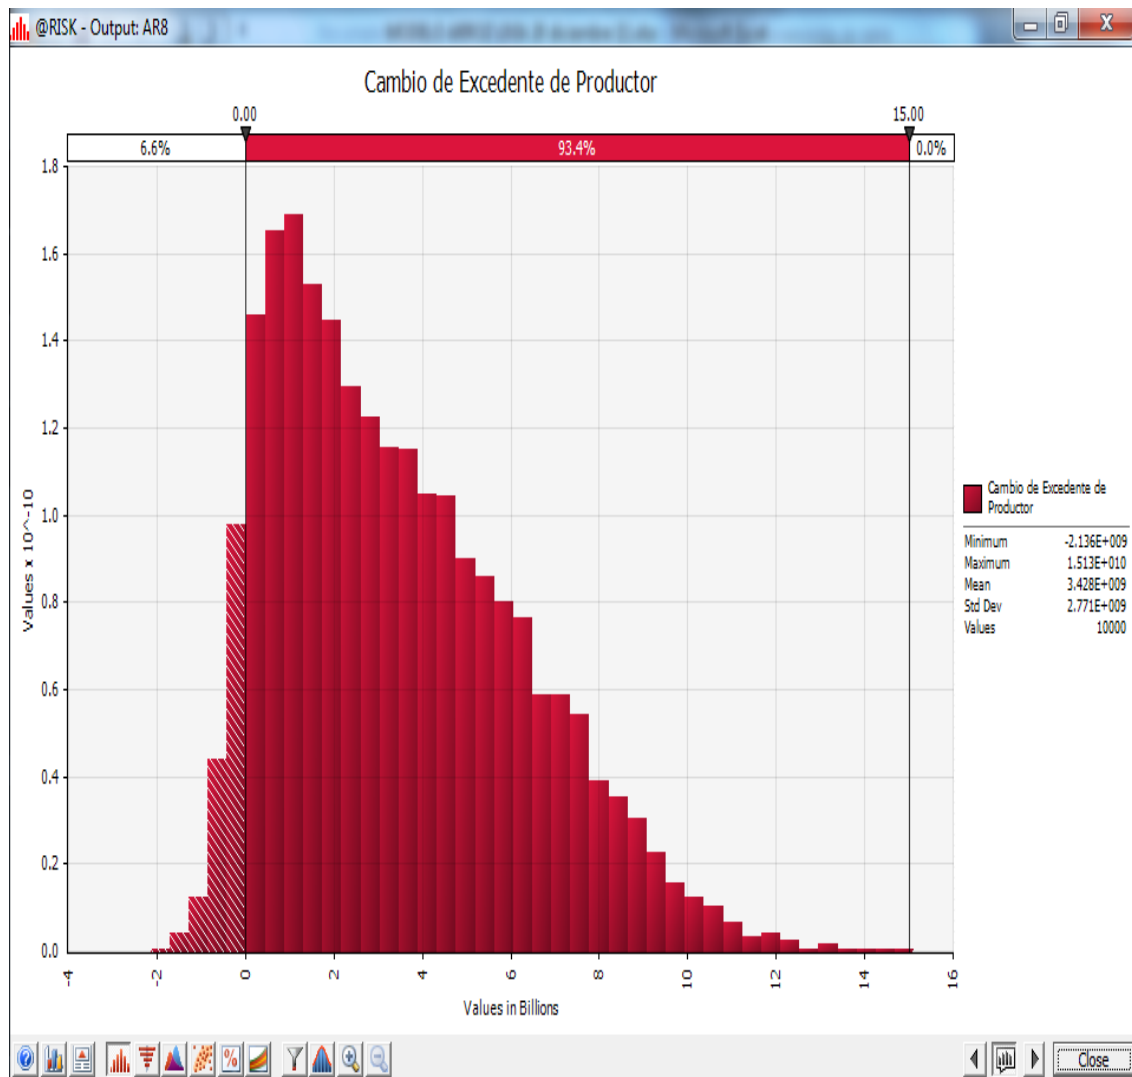 @RISK - Output: AR8
Cambio de Excedente de Productor
0.00
15.00
6.6%
93.4%
0.0%
1.8
1.6
1.4
1.2
1.0
0.8
0.6
0.4
0.2
0.0
Values x 10^-10
-4
-2
0
2
4
6
8
10
12
14
16
Values in Billions
Cambio de Excedente de
Productor
Minimum -2.136E+009
Maximum 1.513E+010
Mean 3.428E+009
Std Dev 2.771E+009
Values 10000
Close